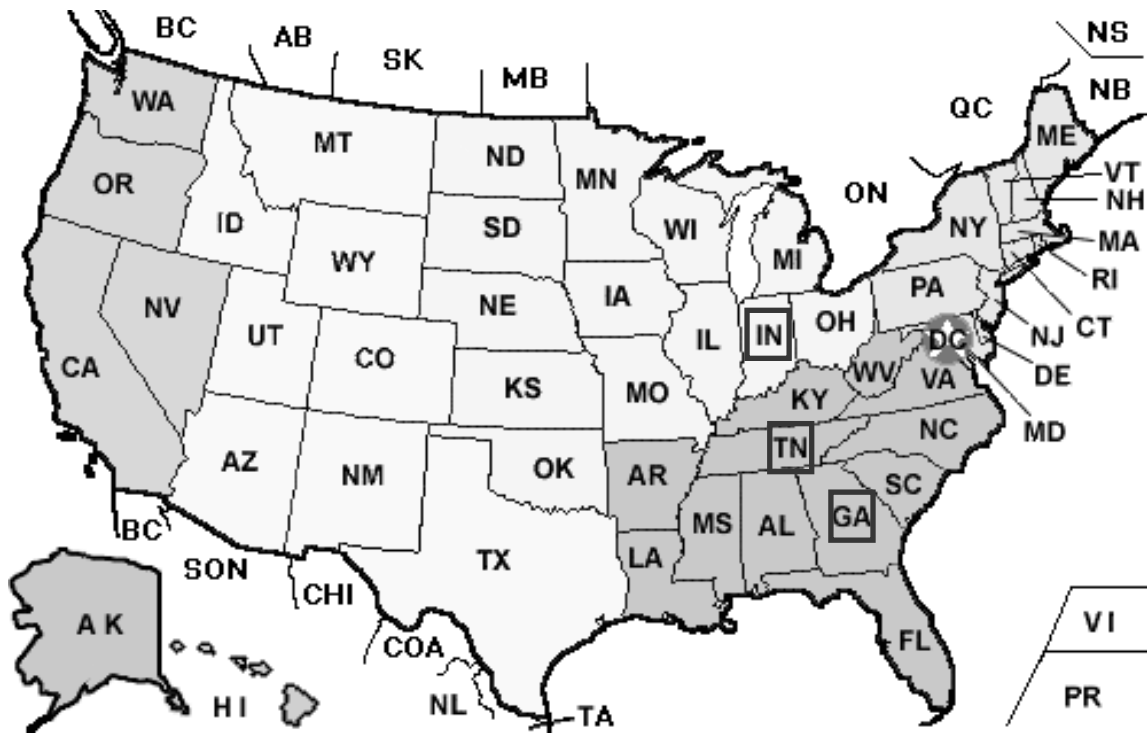 BC
AB
SK
MB
NS
QC
NB
ON
WA
MT
ND
MN
ME
VT
OR
ID
SD
WI
MI
NY
NH
MA
WY
NV
NE
IA
PA
RI
CT
UT
CO
IL
IN
OH
DC
NJ
CA
KS
MO
WV
VA
DE
KY
MD
AZ
NM
OK
AR
TN
NC
SC
BC
TX
LA
MS
AL
GA
SON
CHI
COA
NL
TA
FL
AK
HI
VI
PR